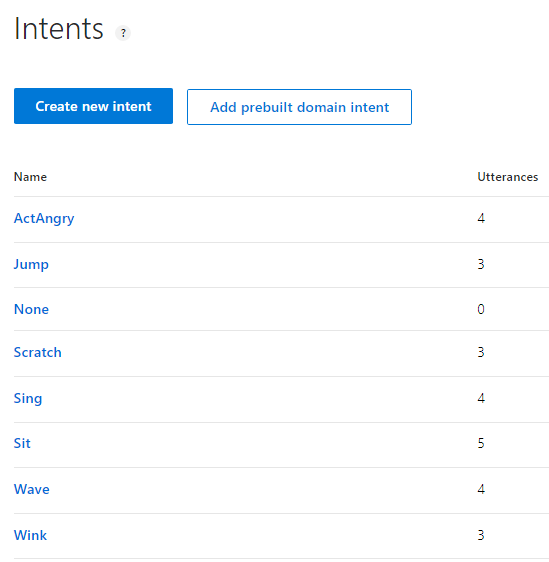 Intents ?
Create new intent Add prebuilt domain intent
Name Utterances
ActAngry 4
Jump 3
None 0
Scratch 3
Sing 4
Sit 5
Wave 4
Wink 3